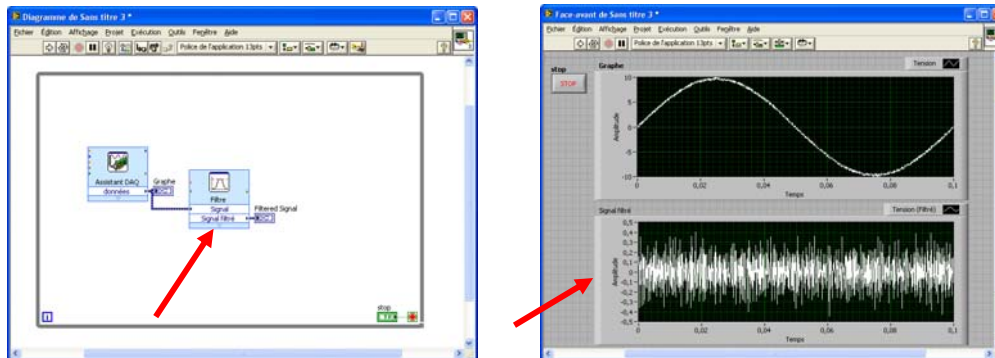 Diagramme de Sans titre 3 *
Fichier Édition Affichage Projet Exécution Outils Fenêtre Aide
Police de l'application 13pts
Assistant DAQ
données
Graphe
Filtre
Signal
Signal filtré
Filtered Signal
stop
TF
i
Face-avant de Sans titre 3 *
Fichier Édition Affichage Projet Exécution Outils Fenêtre Aide
Police de l'application 13pts
stop
STOP
Graphe
Tension
Amplitude
10
5
0
-5
-10
0 0,02 0,04 0,06 0,08 0,1
Temps
Signal filtré
Tension (Filtré)
Amplitude
0,5
0,4
0,3
0,2
0,1
0
-0,1
-0,2
-0,3
-0,4
-0,5
0 0,02 0,04 0,06 0,08 0,1
Temps